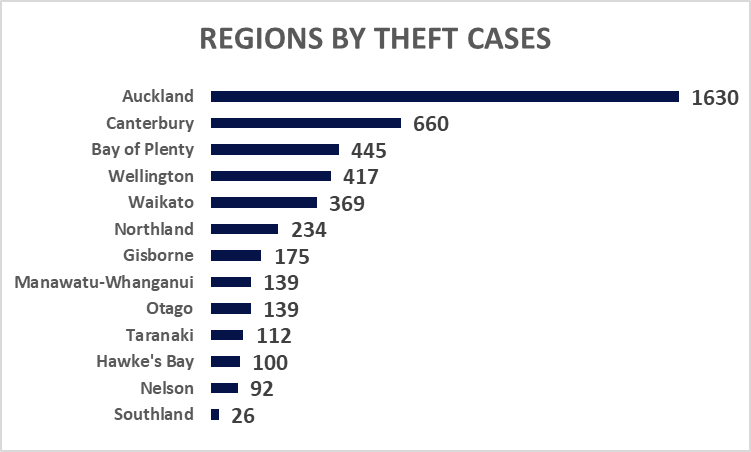 REGIONS BY THEFT CASES
Auckland 1630
Canterbury 660
Bay of Plenty 445
Wellington 417
Waikato 369
Northland 234
Gisborne 175
Manawatu-Whanganui 139
Otago 139
Taranaki 112
Hawke's Bay 100
Nelson 92
Southland 26